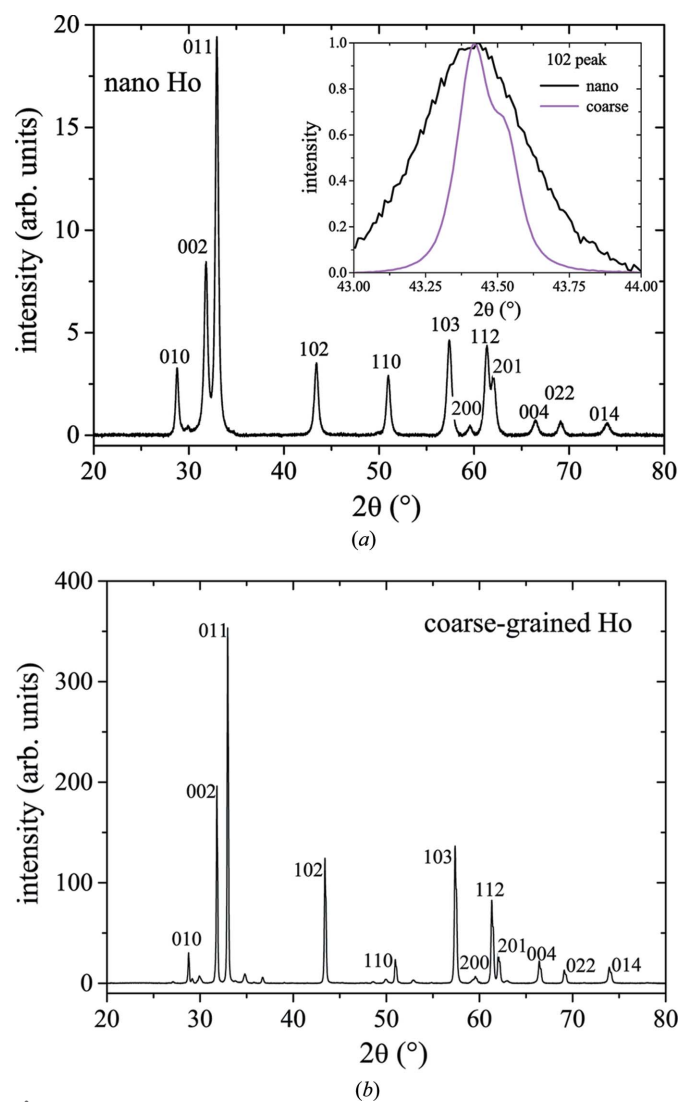 20
15
10
5
0
intensity (arb. units)
nano Ho
010
002
011
102
110
103
200
112
201
004
022
014
20 30 40 50 60 70 80
2θ (°)
1.0
0.8
0.6
0.4
0.2
0.0
intensity
102 peak
nano
coarse
43.00 43.25 43.50 43.75 44.00
2θ (°)
(a)
400
300
200
100
0
intensity (arb. units)
coarse-grained Ho
010
002
011
102
110
103
200
112
201
004
022
014
20 30 40 50 60 70 80
2θ (°)
(b)